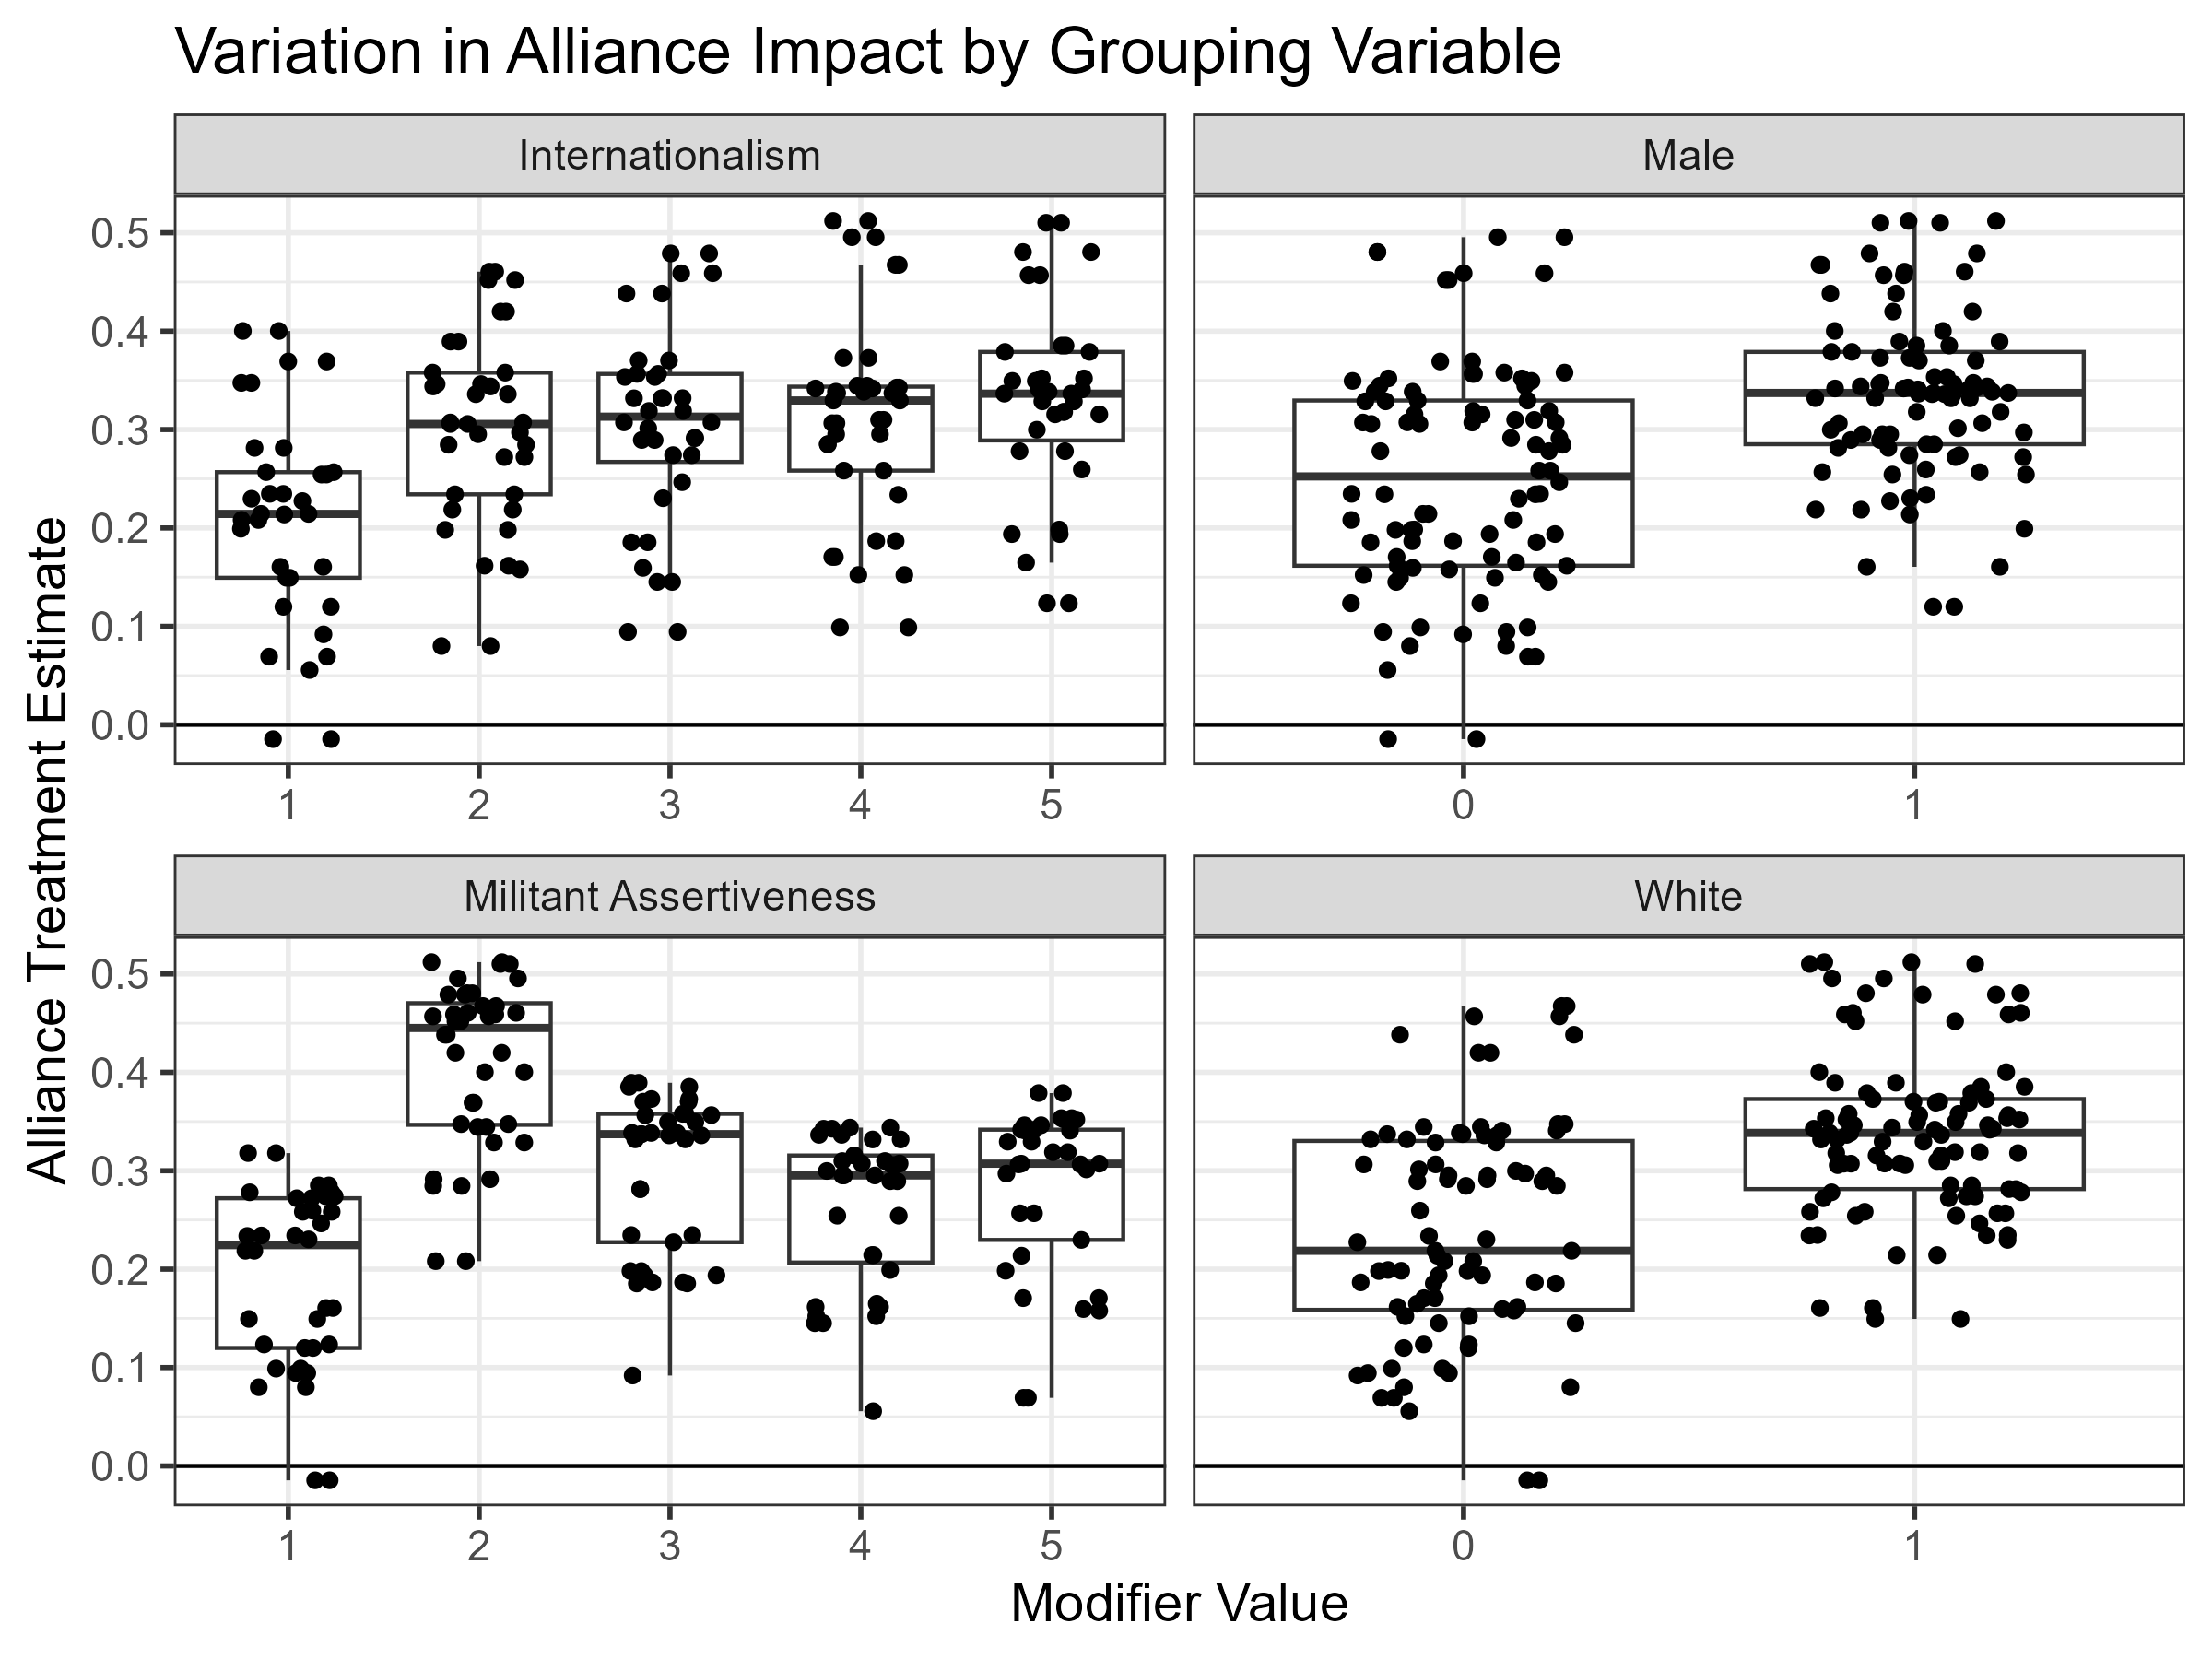 Variation in Alliance Impact by Grouping Variable
Internationalism
Male
Alliance Treatment Estimate
0.5
0.4
0.3
0.2
0.1
0.0
1 2 3 4 5
0 1
Militant Assertiveness
White
0.5
0.4
0.3
0.2
0.1
0.0
1 2 3 4 5
0 1
Modifier Value